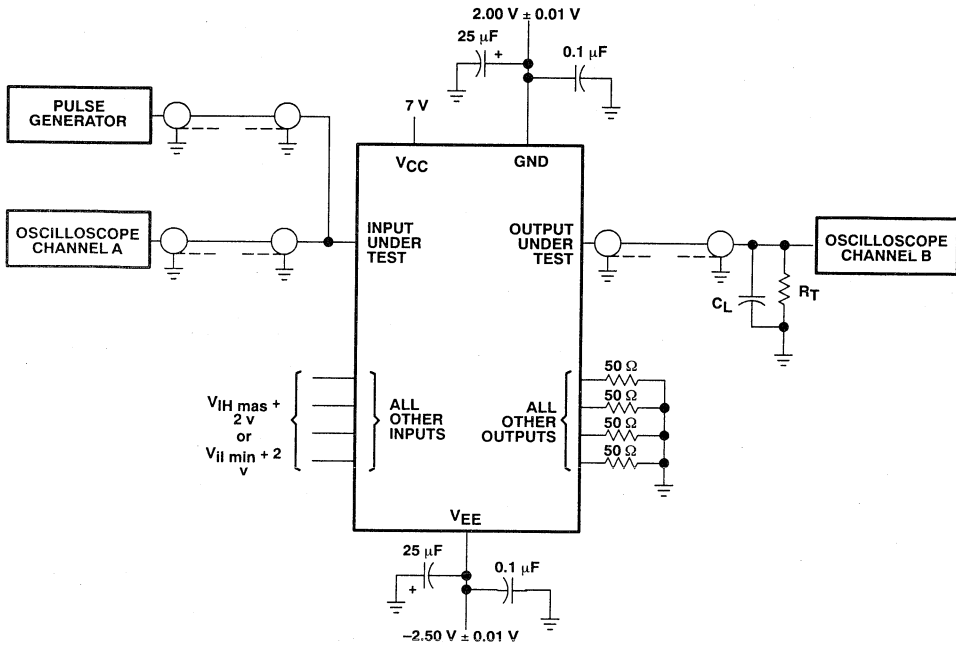 2.00 V ± 0.01 V
25 μF
+
0.1 μF
PULSE
GENERATOR
7 V
VCC
GND
OSCILLOSCOPE
CHANNEL A
INPUT
UNDER
TEST
OUTPUT
UNDER
TEST
OSCILLOSCOPE
CHANNEL B
CL
RT
VIH mas +
2 v
or
Vil min + 2
v
ALL
OTHER
INPUTS
ALL
OTHER
OUTPUTS
50 Ω
50 Ω
50 Ω
50 Ω
VEE
25 μF
+
0.1 μF
–2.50 V ± 0.01 V